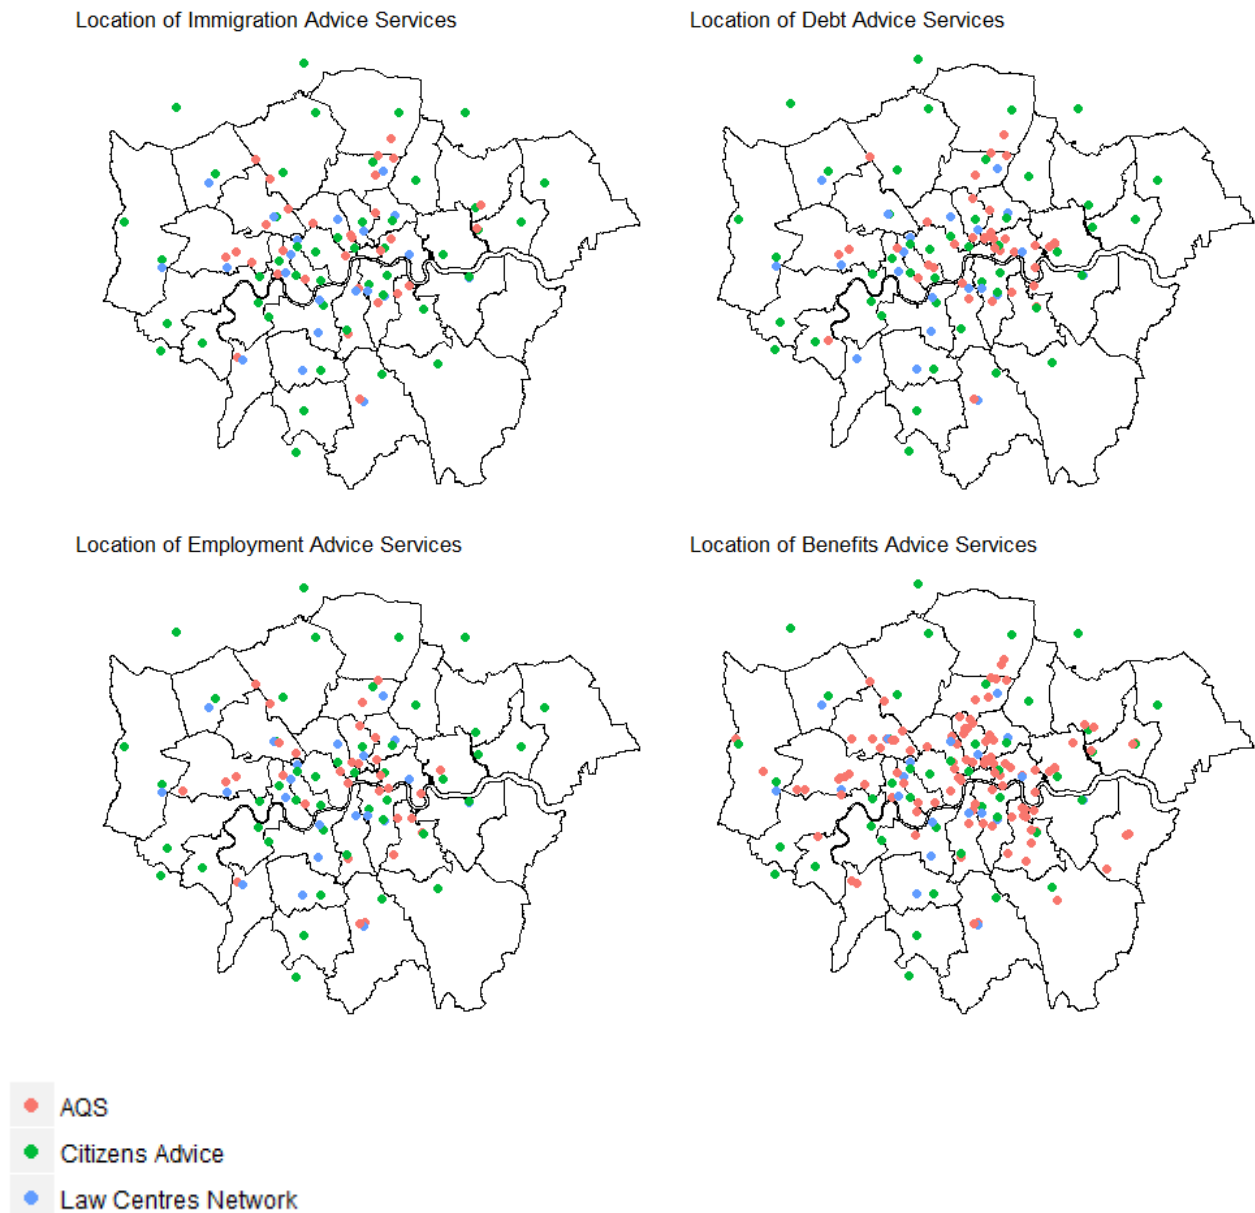 Location of Immigration Advice Services
Location of Debt Advice Services
Location of Employment Advice Services
Location of Benefits Advice Services
AQS
Citizens Advice
Law Centres Network